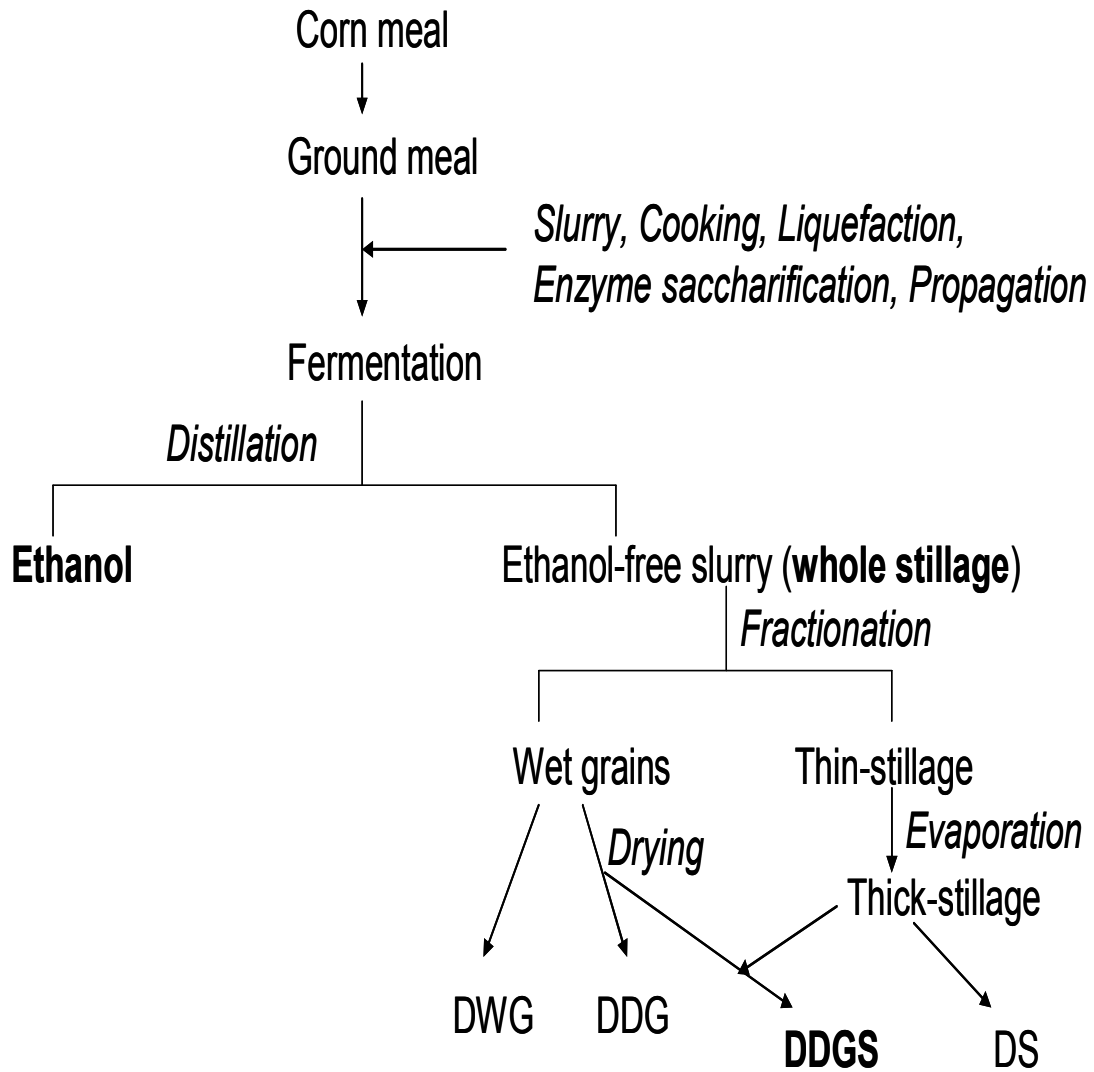 Corn meal
Ground meal
Slurry, Cooking, Liquefaction,
Enzyme saccharification, Propagation
Fermentation
Distillation
Ethanol
Ethanol-free slurry (whole stillage)
Fractionation
Wet grains
Thin-stillage
Drying
Evaporation
Thick-stillage
DWG
DDG
DDGS
DS